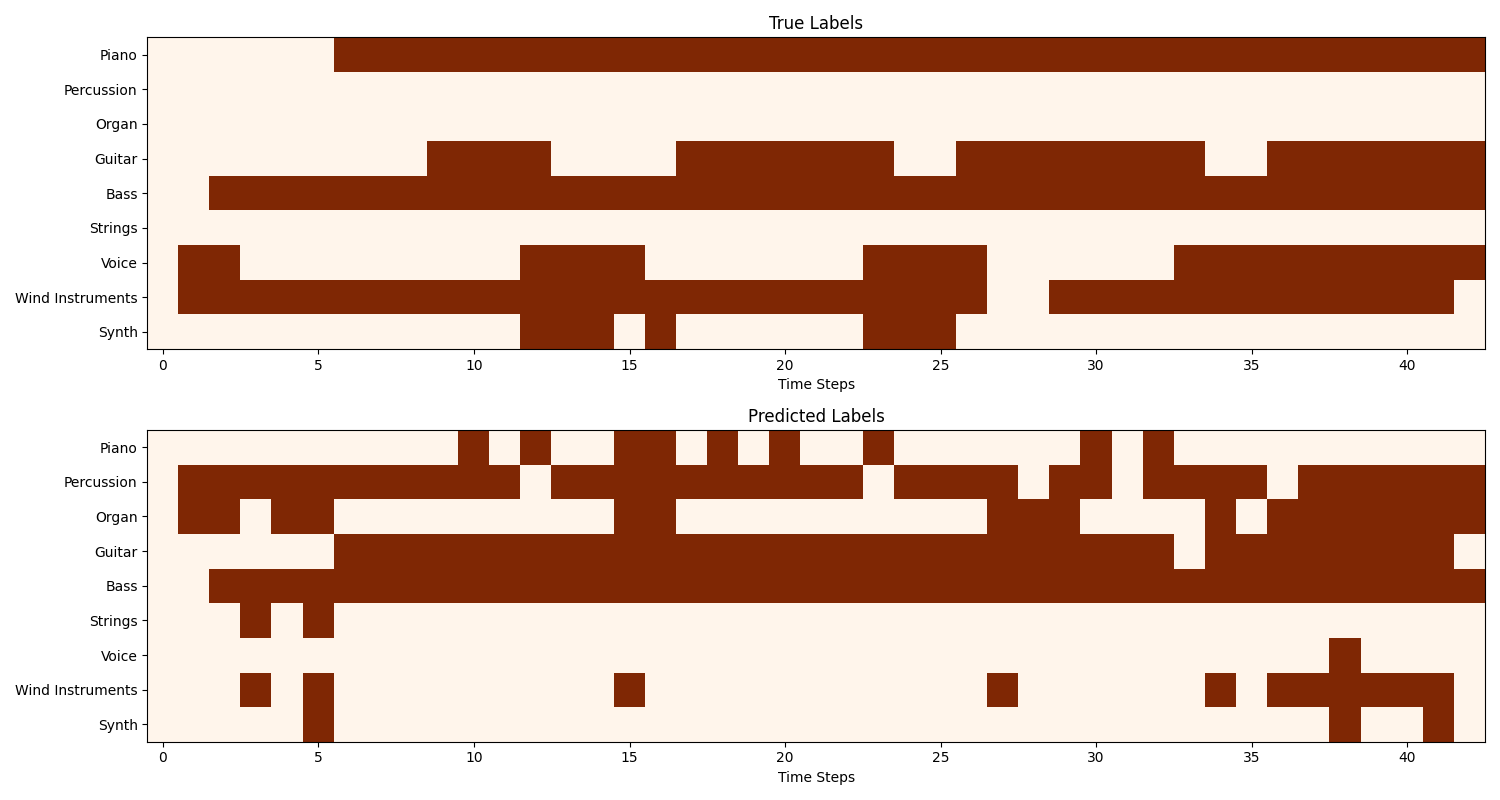 True Labels
Piano
Percussion
Organ
Guitar
Bass
Strings
Voice
Wind Instruments
Synth
0 5 10 15 20 25 30 35 40
Time Steps
Predicted Labels
Piano
Percussion
Organ
Guitar
Bass
Strings
Voice
Wind Instruments
Synth
0 5 10 15 20 25 30 35 40
Time Steps